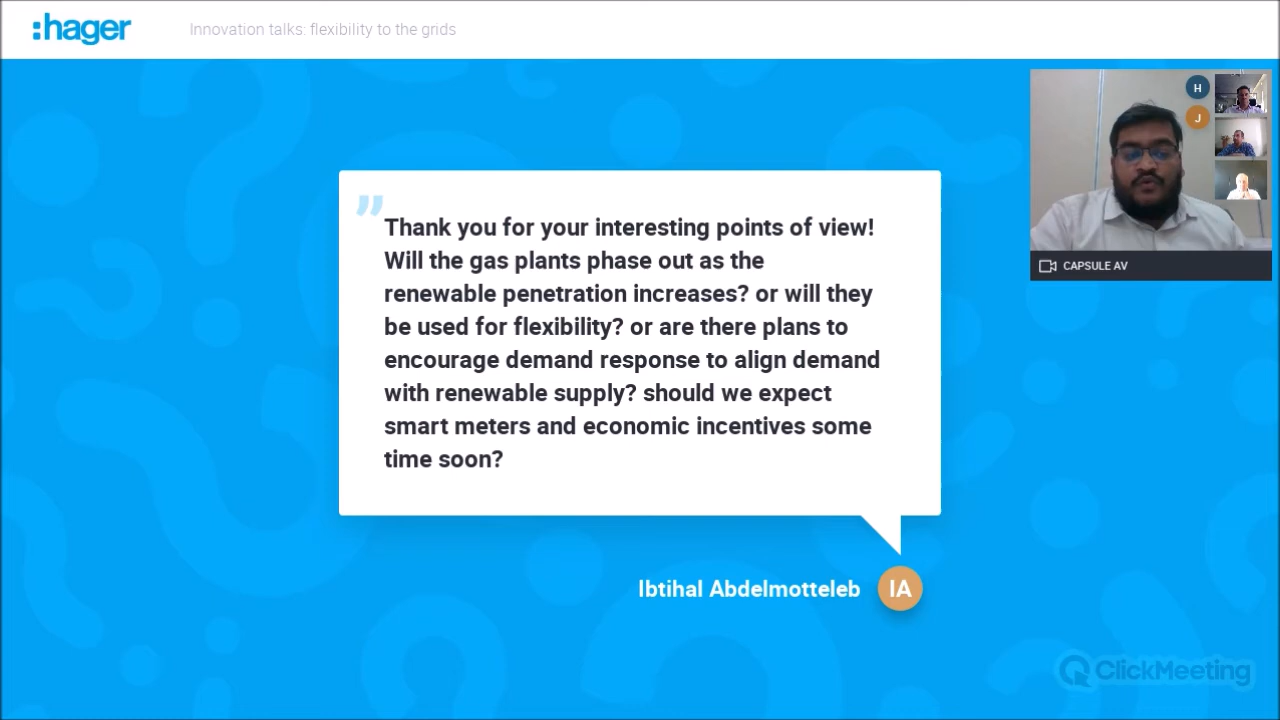 :hager
Innovation talks: flexibility to the grids
H
J
CAPSULE AV
"
Thank you for your interesting points of view!
Will the gas plants phase out as the
renewable penetration increases? or will they
be used for flexibility? or are there plans to
encourage demand response to align demand
with renewable supply? should we expect
smart meters and economic incentives some
time soon?
Ibtihal Abdelmotteleb
IA
ClickMeeting